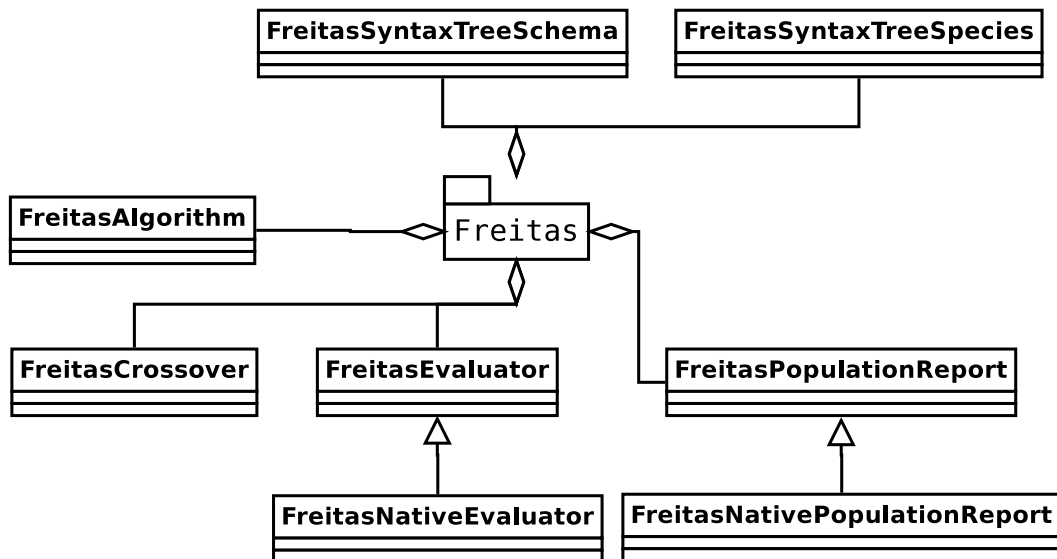 FreitasSyntaxTreeSchema
FreitasSyntaxTreeSpecies
FreitasAlgorithm
Freitas
FreitasCrossover
FreitasEvaluator
FreitasPopulationReport
FreitasNativeEvaluator
FreitasNativePopulationReport